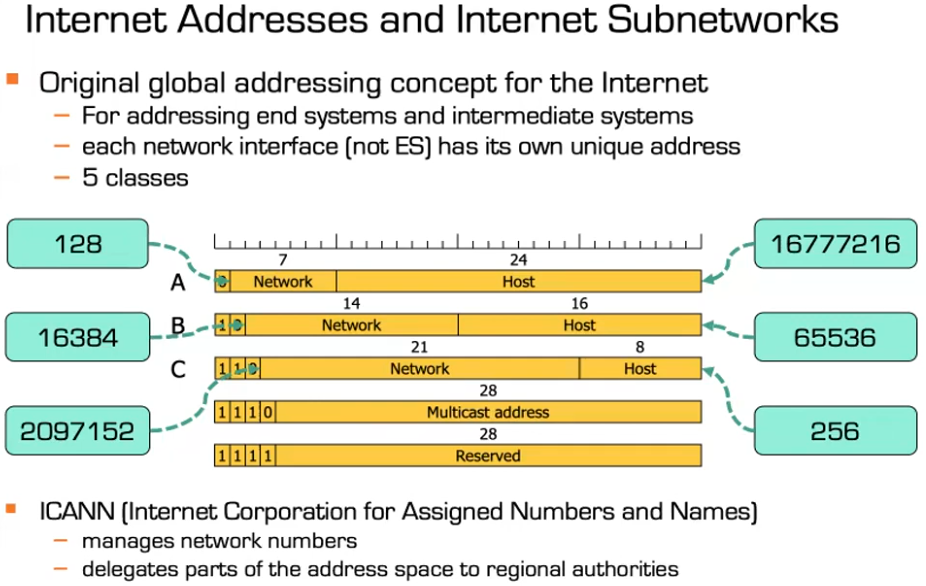 Internet Addresses and Internet Subnetworks
Original global addressing concept for the Internet
– For addressing end systems and intermediate systems
– each network interface (not ES) has its own unique address
– 5 classes
128
16777216
7 24
A 0 Network Host
14 16
16384
65536
B 1 0 Network Host
21 8
C 1 1 0 Network Host
28
1 1 1 0 Multicast address
2097152
256
28
1 1 1 1 Reserved
ICANN (Internet Corporation for Assigned Numbers and Names)
– manages network numbers
– delegates parts of the address space to regional authorities